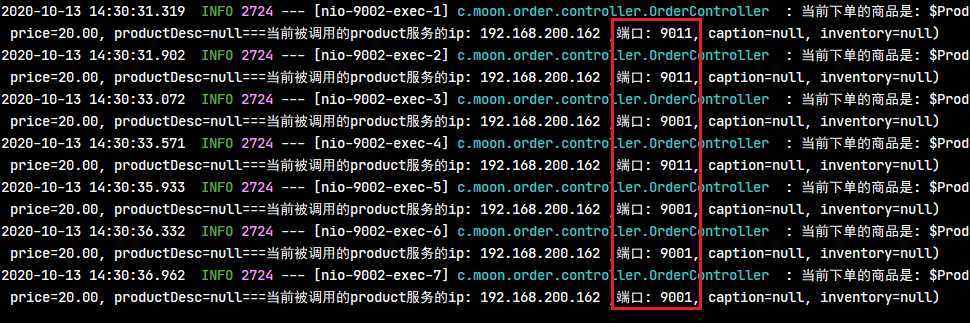 2020-10-13 14:30:31.319  INFO 2724 --- [nio-9002-exec-1] c.moon.order.controller.OrderController  : 当前下单的商品是: $Prod
price=20.00, productDesc=null===当前被调用的product服务的ip: 192.168.200.162 ,端口: 9011, caption=null, inventory=null)
2020-10-13 14:30:31.902  INFO 2724 --- [nio-9002-exec-2] c.moon.order.controller.OrderController  : 当前下单的商品是: $Prod
price=20.00, productDesc=null===当前被调用的product服务的ip: 192.168.200.162 ,端口: 9011, caption=null, inventory=null)
2020-10-13 14:30:33.072  INFO 2724 --- [nio-9002-exec-3] c.moon.order.controller.OrderController  : 当前下单的商品是: $Prod
price=20.00, productDesc=null===当前被调用的product服务的ip: 192.168.200.162 ,端口: 9001, caption=null, inventory=null)
2020-10-13 14:30:33.571  INFO 2724 --- [nio-9002-exec-4] c.moon.order.controller.OrderController  : 当前下单的商品是: $Prod
price=20.00, productDesc=null===当前被调用的product服务的ip: 192.168.200.162 ,端口: 9011, caption=null, inventory=null)
2020-10-13 14:30:35.933  INFO 2724 --- [nio-9002-exec-5] c.moon.order.controller.OrderController  : 当前下单的商品是: $Prod
price=20.00, productDesc=null===当前被调用的product服务的ip: 192.168.200.162 ,端口: 9001, caption=null, inventory=null)
2020-10-13 14:30:36.332  INFO 2724 --- [nio-9002-exec-6] c.moon.order.controller.OrderController  : 当前下单的商品是: $Prod
price=20.00, productDesc=null===当前被调用的product服务的ip: 192.168.200.162 ,端口: 9001, caption=null, inventory=null)
2020-10-13 14:30:36.962  INFO 2724 --- [nio-9002-exec-7] c.moon.order.controller.OrderController  : 当前下单的商品是: $Prod
price=20.00, productDesc=null===当前被调用的product服务的ip: 192.168.200.162 ,端口: 9001, caption=null, inventory=null)